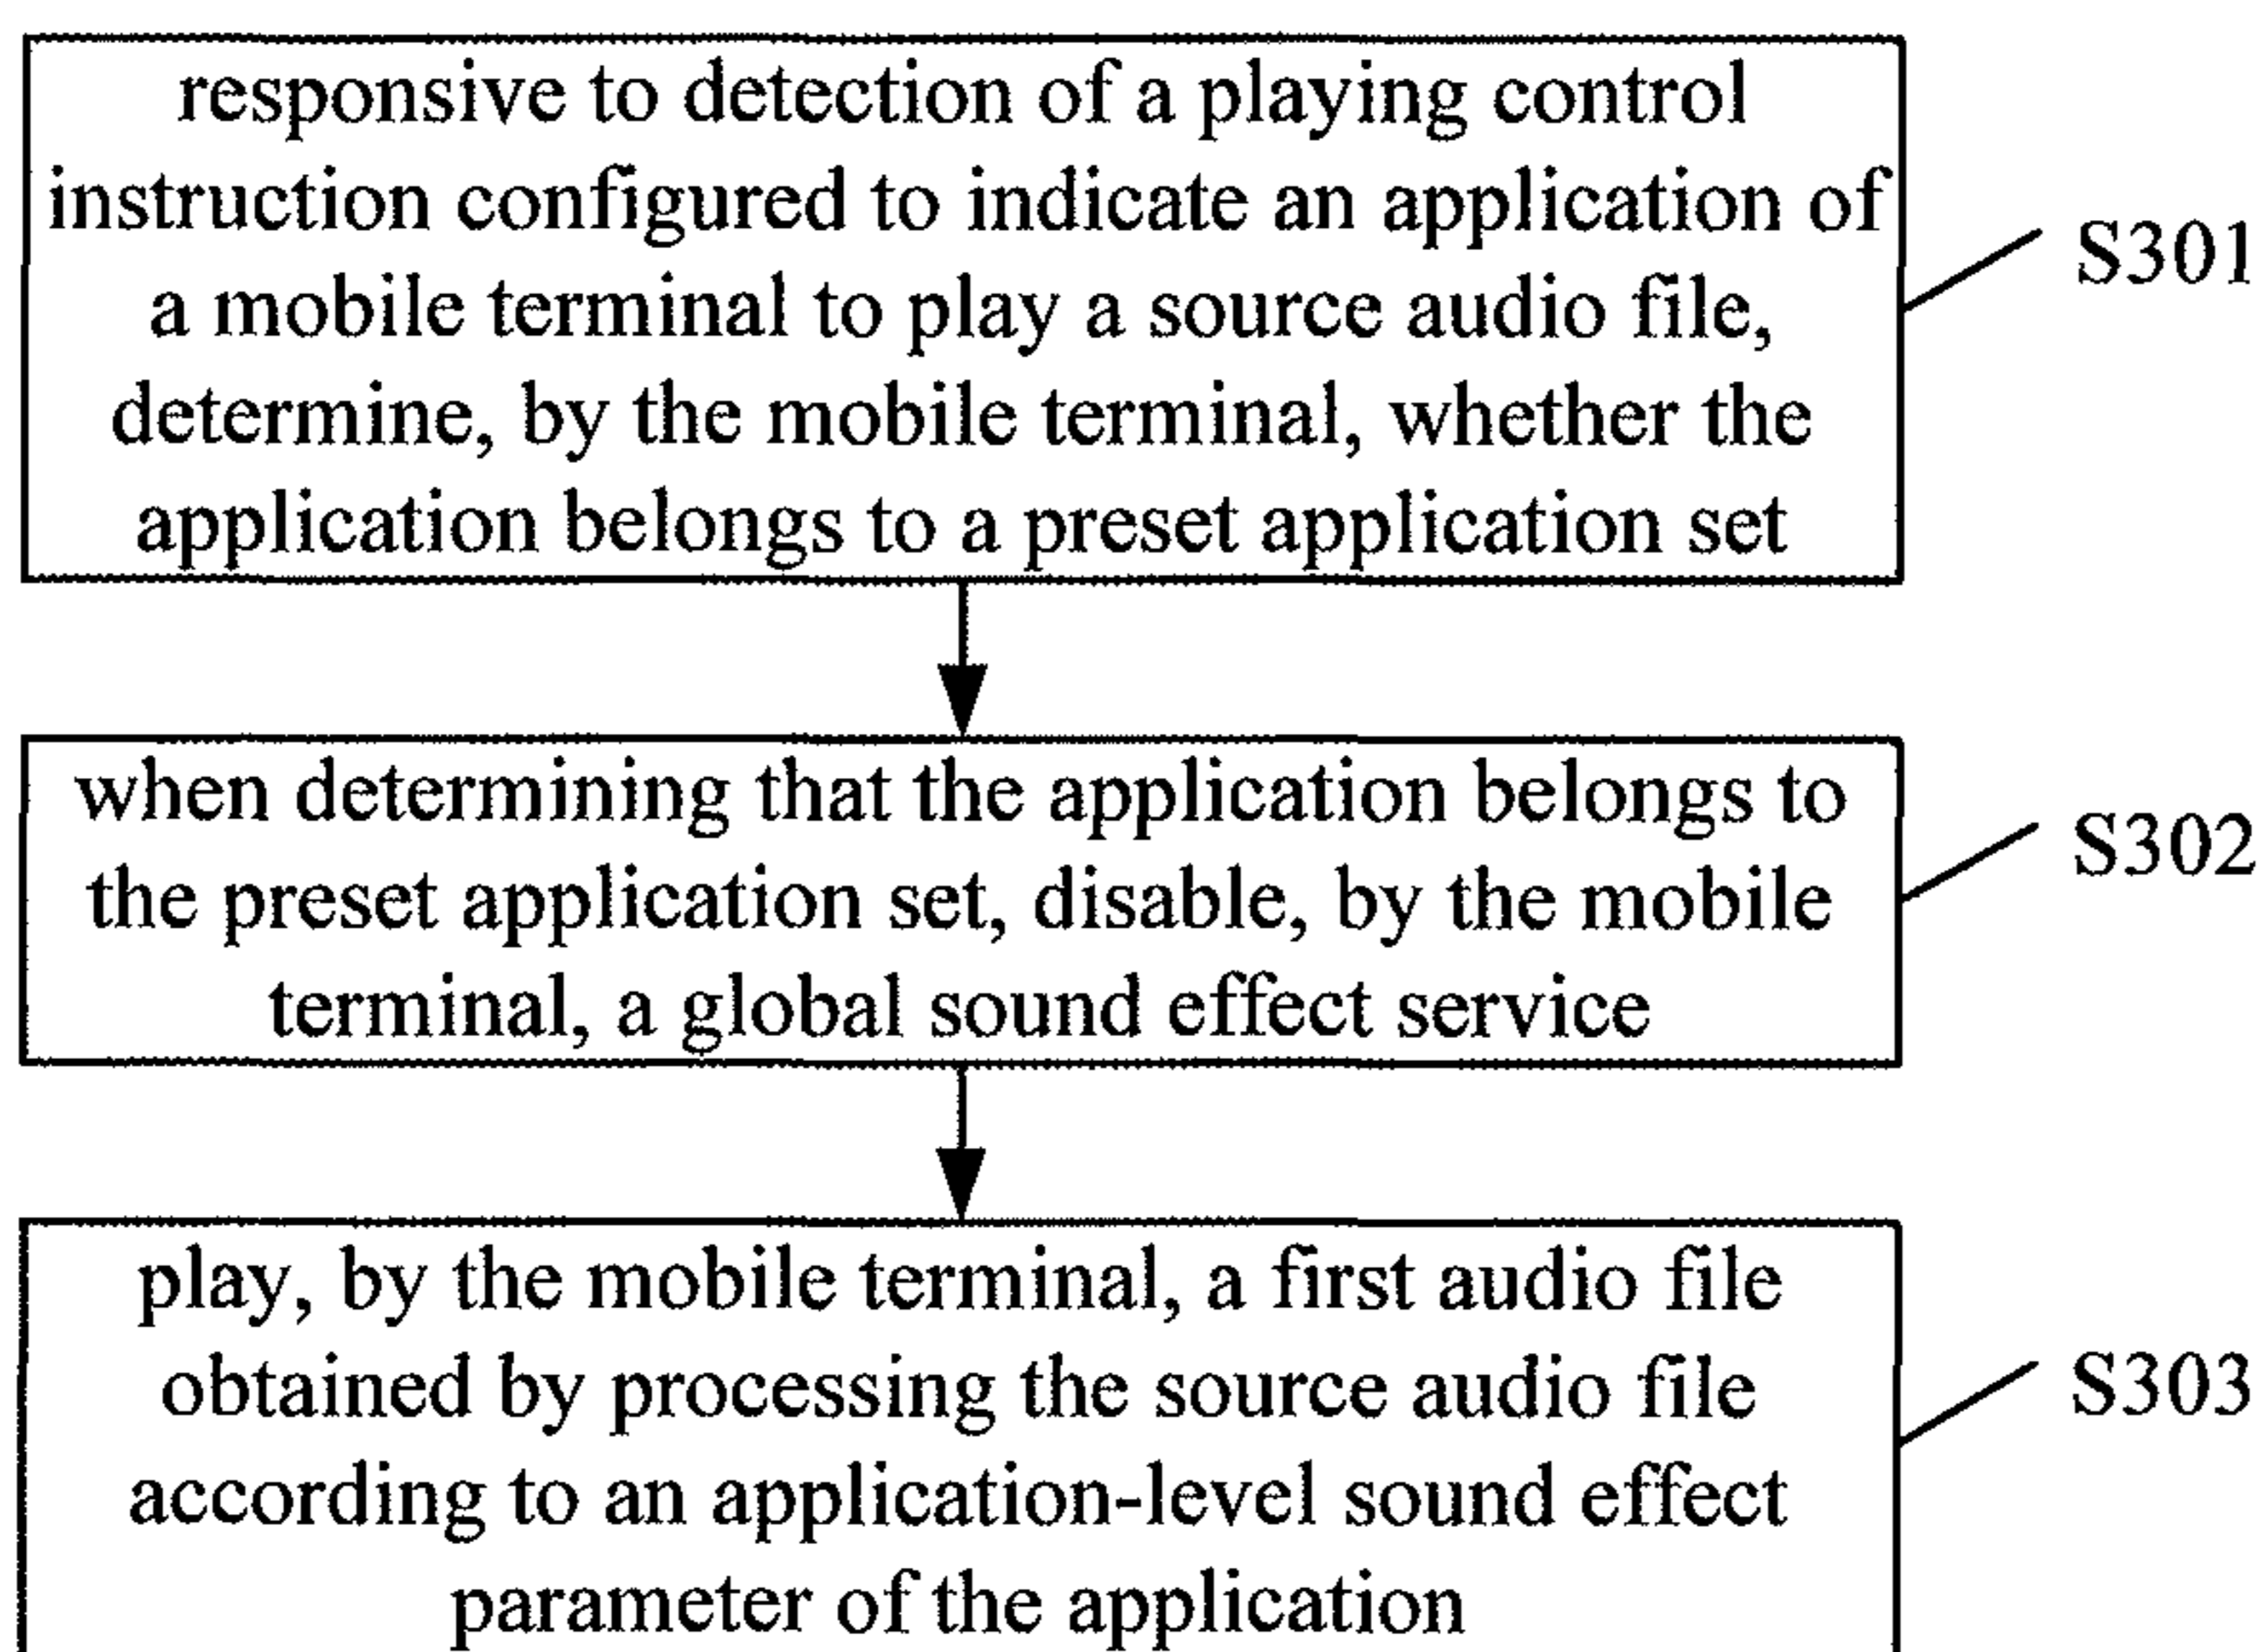 responsive to detection of a playing control
instruction configured to indicate an application of
a mobile terminal to play a source audio file,
determine, by the mobile terminal, whether the
application belongs to a preset application set
S301
when determining that the application belongs to
the preset application set, disable, by the mobile
terminal, a global sound effect service
S302
play, by the mobile terminal, a first audio file
obtained by processing the source audio file
according to an application-level sound effect
parameter of the application
S303